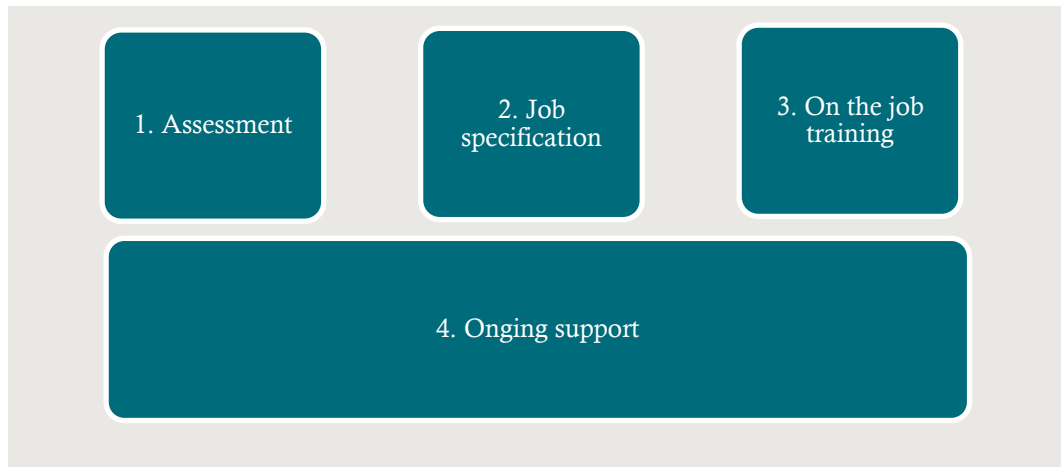 1. Assessment
2. Job
specification
3. On the job
training
4. Onging support